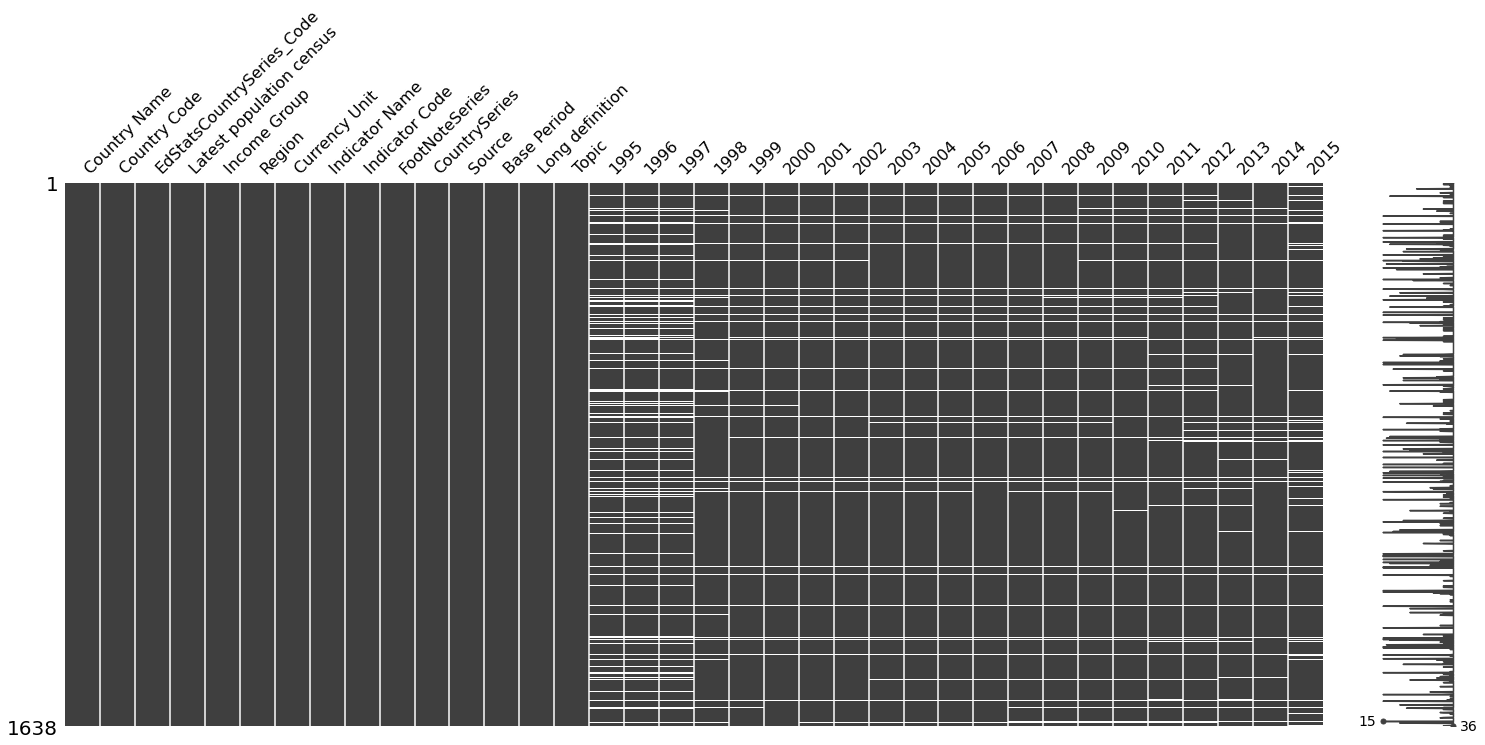 Country Name
Country Code
EdStatsCountrySeries_Code
Latest population census
Income Group
Region
Currency Unit
Indicator Name
Indicator Code
FootNoteSeries
CountrySeries
Source
Base Period
Long definition
Topic
1995
1996
1997
1998
1999
2000
2001
2002
2003
2004
2005
2006
2007
2008
2009
2010
2011
2012
2013
2014
2015
1
1638
15
36